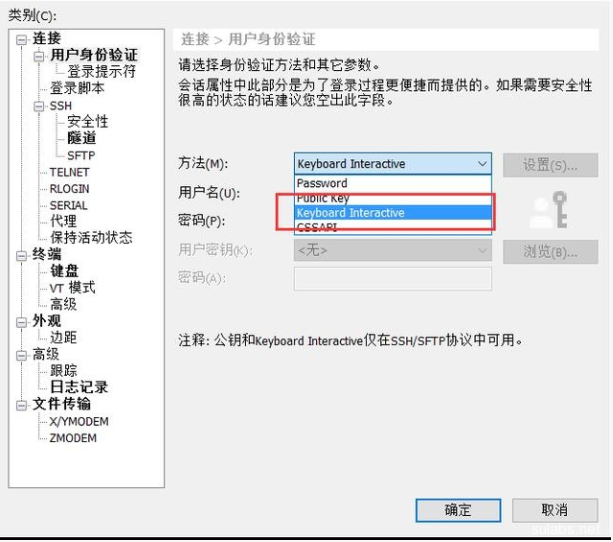 类别(C):
连接
用户身份验证
登录提示符
登录脚本
SSH
安全性
隧道
SFTP
TELNET
RLOGIN
SERIAL
代理
保持活动状态
终端
键盘
VT 模式
高级
外观
边距
高级
跟踪
日志记录
文件传输
X/YMODEM
ZMODEM
连接 > 用户身份验证
请选择身份验证方法和其它参数。
会话属性中此部分是为了登录过程更便捷而提供的。如果需要安全性
很高的状态的话建议您空出此字段。
方法(M): Keyboard Interactive 设置(S)...
Password
用户名(U): Public Key
Keyboard Interactive
密码(P): GSSAPI
用户密钥(K): <无> 浏览(B)...
密码(A):
注释: 公钥和Keyboard Interactive仅在SSH/SFTP协议中可用。
确定 取消